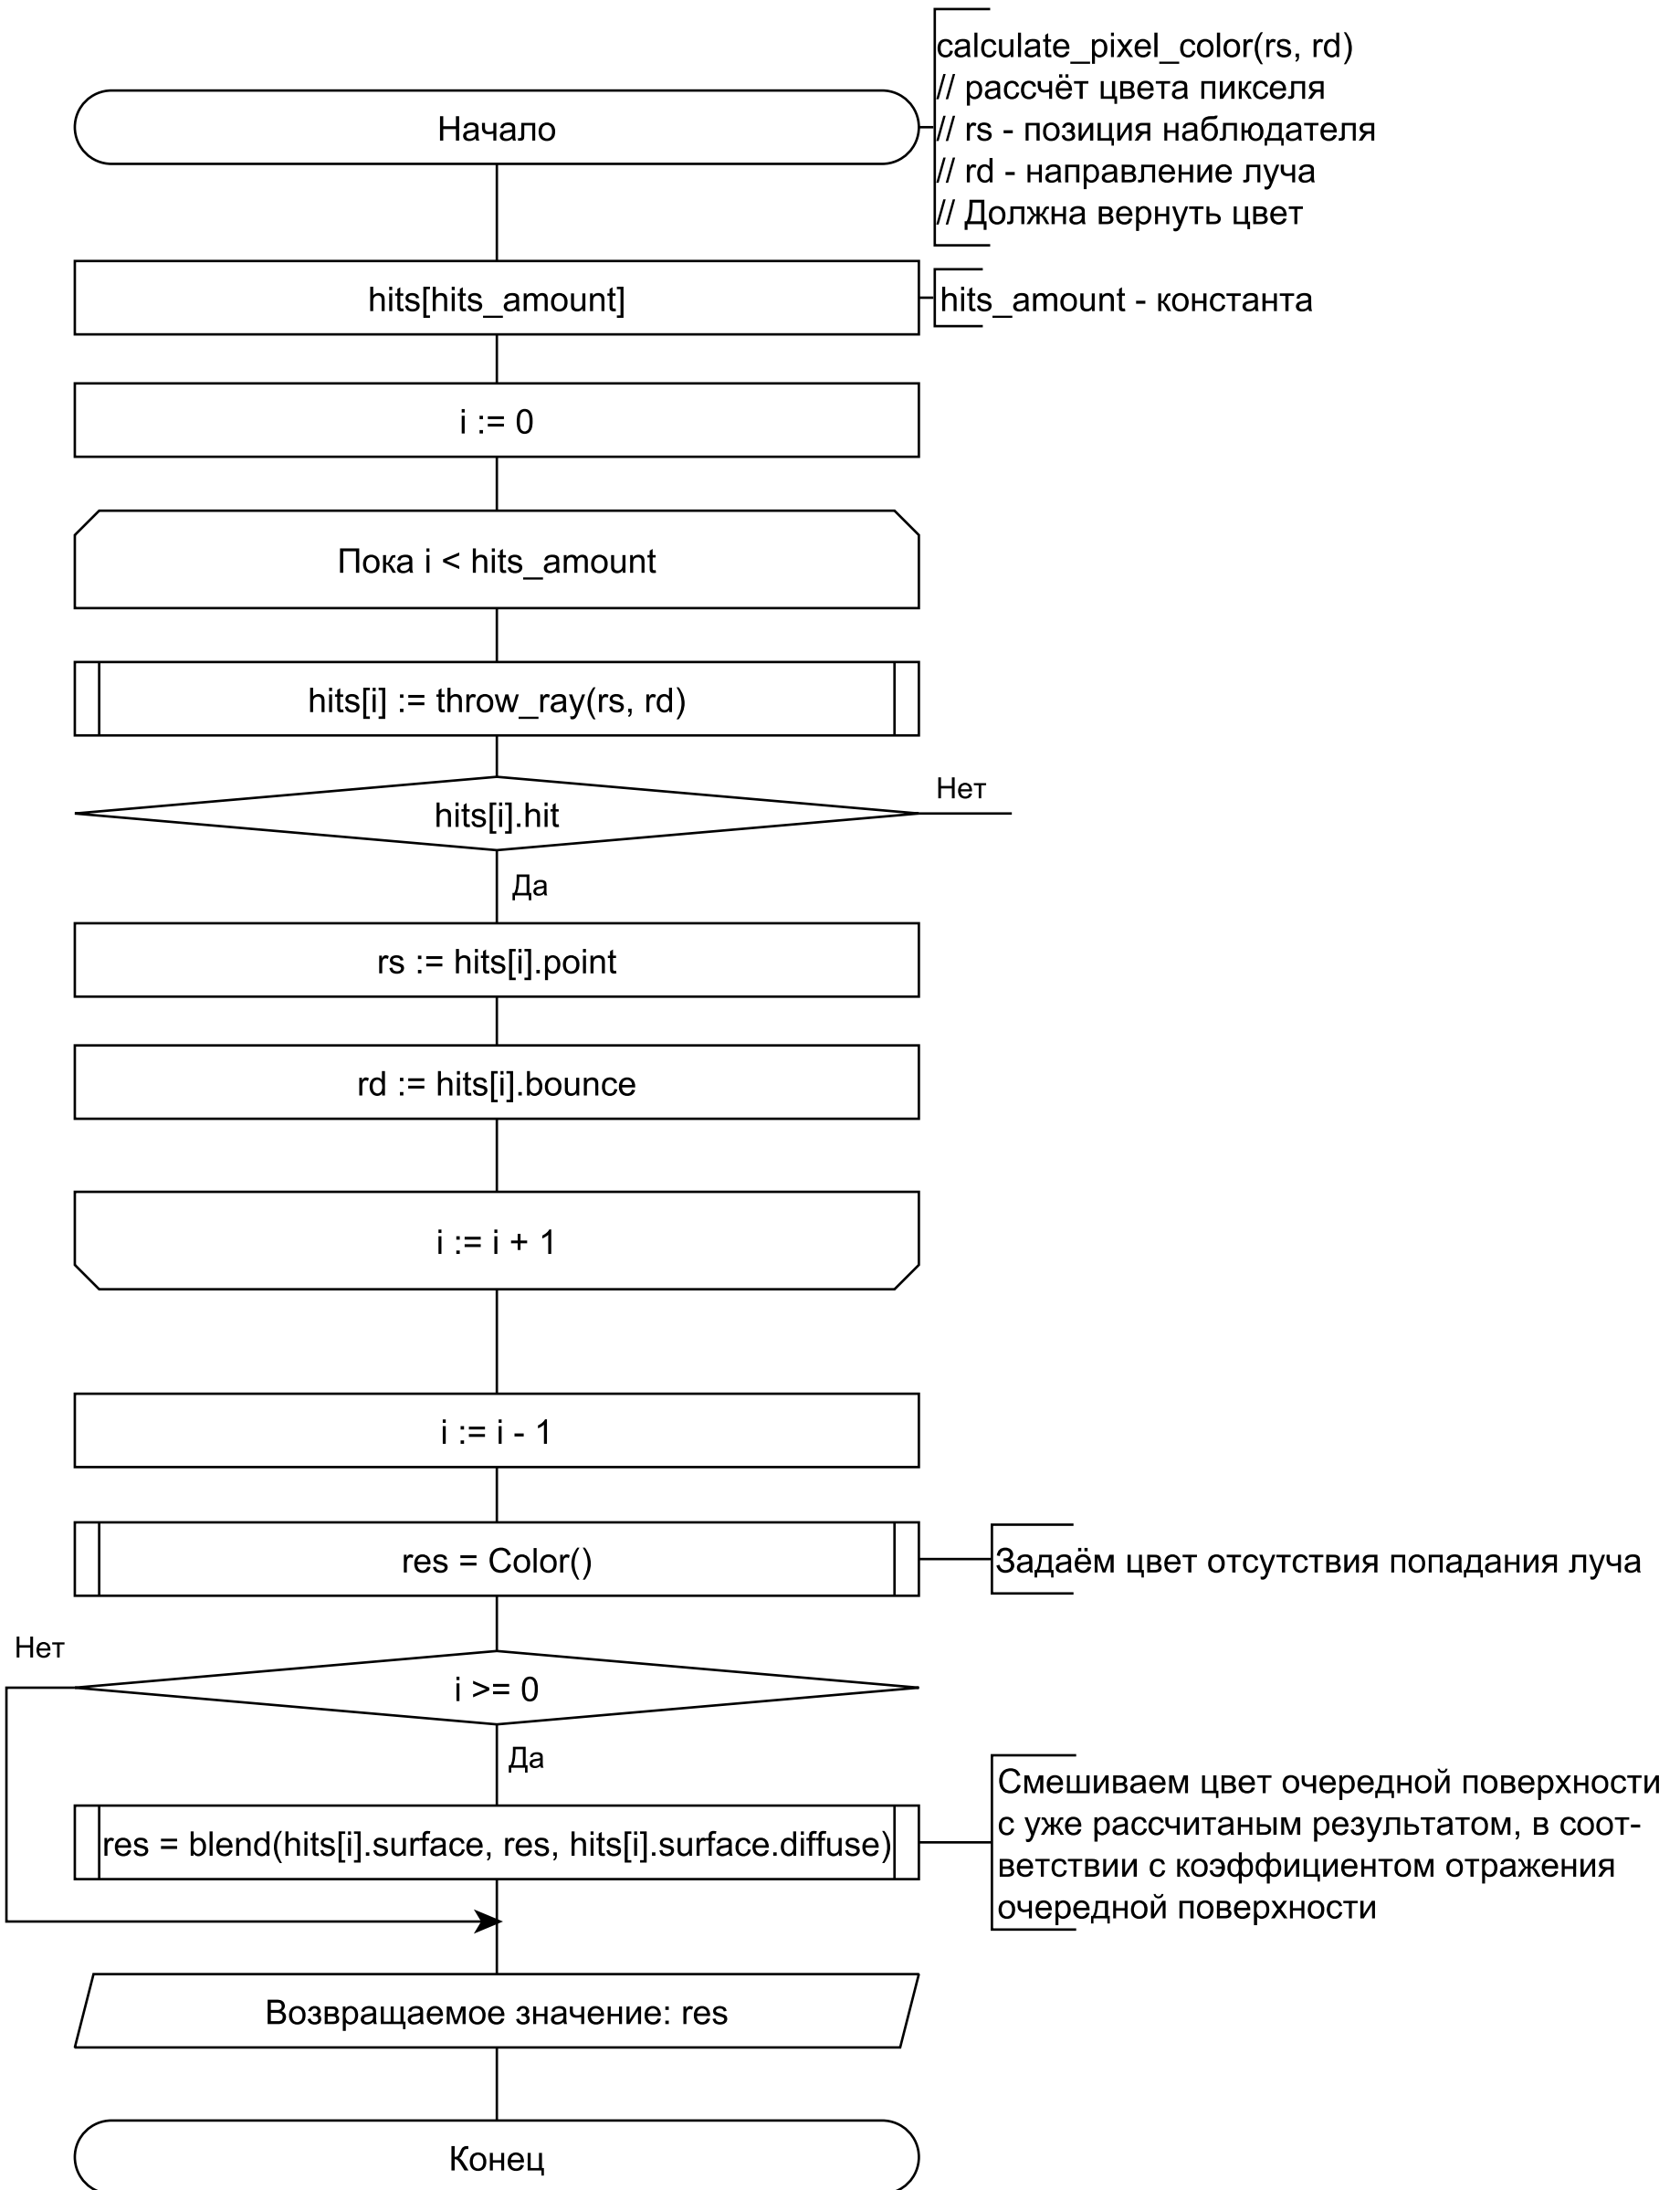 calculate_pixel_color(rs, rd)
// рассчёт цвета пикселя
// rs - позиция наблюдателя
// rd - направление луча
// Должна вернуть цвет
Начало
hits[hits_amount]
hits_amount - константа
i := 0
Пока i < hits_amount
hits[i] := throw_ray(rs, rd)
hits[i].hit
Нет
Да
rs := hits[i].point
rd := hits[i].bounce
i := i + 1
i := i - 1
res = Color()
Задаём цвет отсутствия попадания луча
Нет
i >= 0
Да
res = blend(hits[i].surface, res, hits[i].surface.diffuse)
Смешиваем цвет очередной поверхности
с уже рассчитаным результатом, в соот-
ветствии с коэффициентом отражения
очередной поверхности
Возвращаемое значение: res
Конец